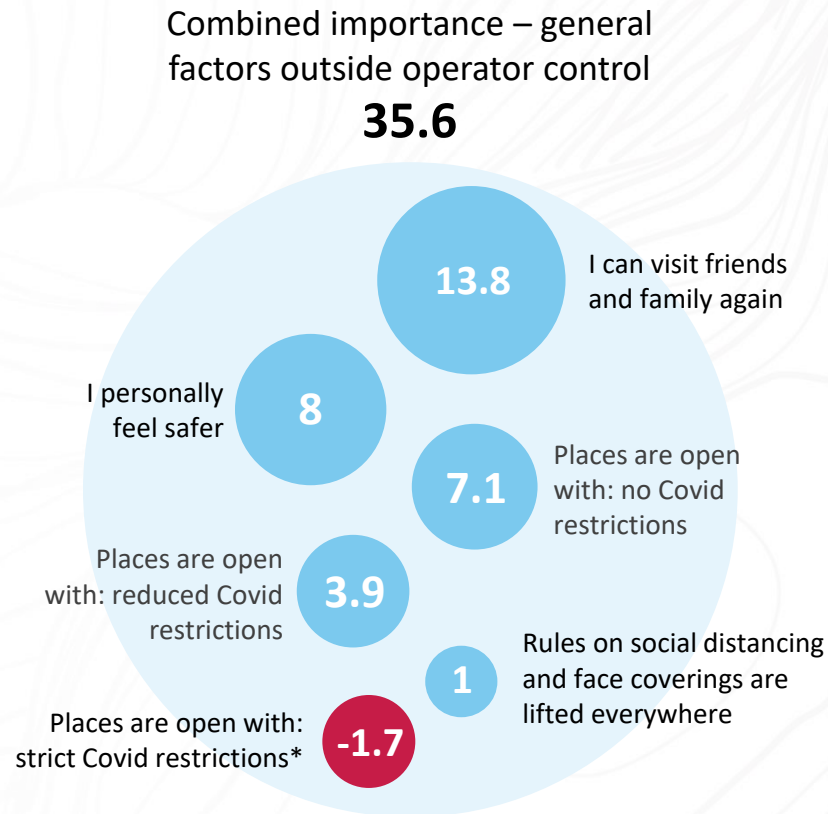 Combined importance – general
factors outside operator control
35.6
13.8
I can visit friends
and family again
I personally
feel safer
8
7.1
Places are open
with: no Covid
restrictions
Places are open
with: reduced Covid
restrictions
3.9
1
Rules on social distancing
and face coverings are
lifted everywhere
Places are open with:
strict Covid restrictions*
-1.7